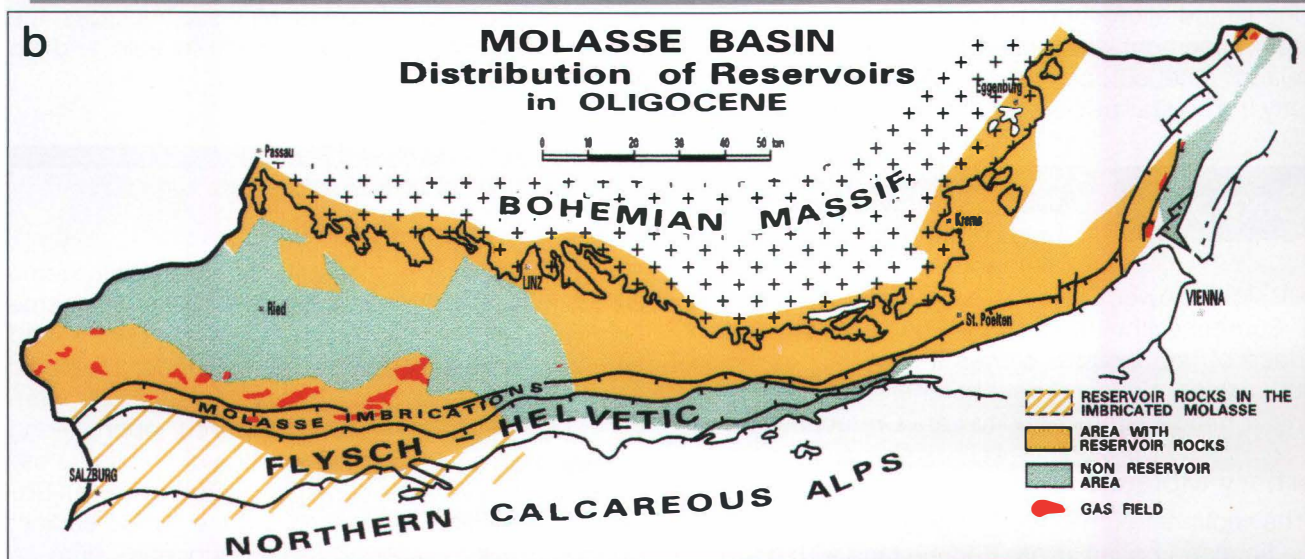 b
MOLASSE BASIN
Distribution of Reservoirs
in OLIGOCENE
0 10 20 30 40 50 km
Passau
Eggenburg
BOHEMIAN MASSIF
Krems
LINZ
Ried
St. Poelten
VIENNA
MOLASSE IMBRICATIONS
FLYSCH - HELVETIC
SALZBURG
NORTHERN CALCAREOUS ALPS
RESERVOIR ROCKS IN THE
IMBRICATED MOLASSE
AREA WITH
RESERVOIR ROCKS
NON RESERVOIR
AREA
GAS FIELD